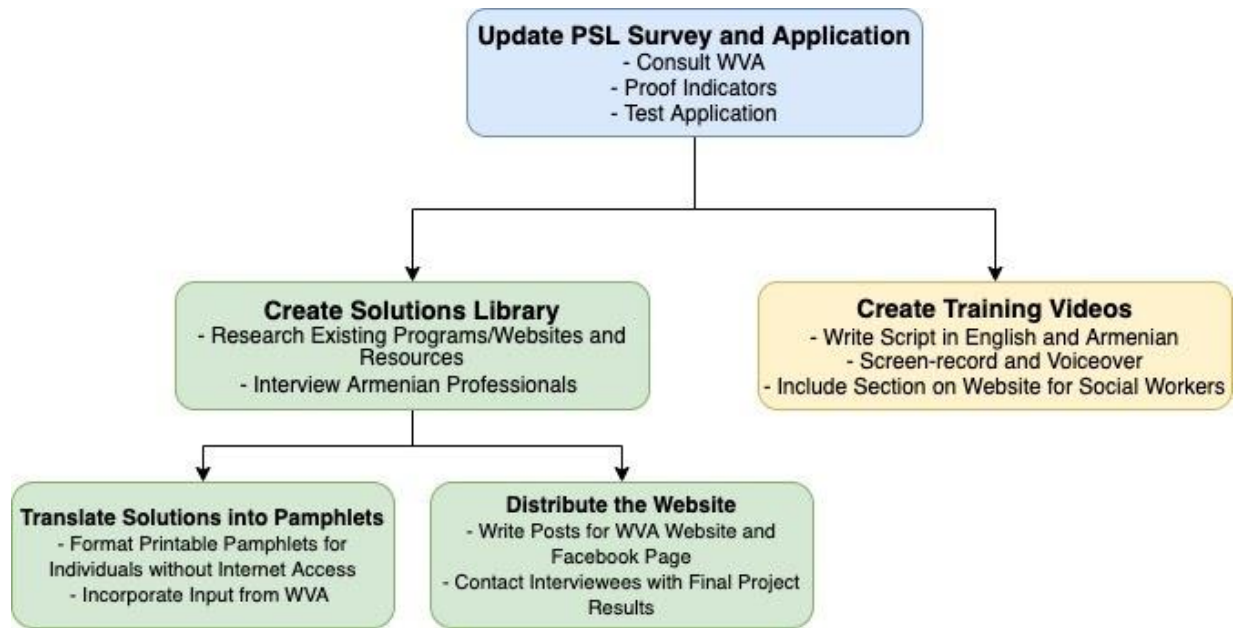 Update PSL Survey and Application
- Consult WVA
- Proof Indicators
- Test Application
Create Solutions Library
- Research Existing Programs/Websites and
Resources
- Interview Armenian Professionals
Create Training Videos
- Write Script in English and Armenian
- Screen-record and Voiceover
- Include Section on Website for Social Workers
Translate Solutions into Pamphlets
- Format Printable Pamphlets for
Individuals without Internet Access
- Incorporate Input from WVA
Distribute the Website
- Write Posts for WVA Website and
Facebook Page
- Contact Interviewees with Final Project
Results